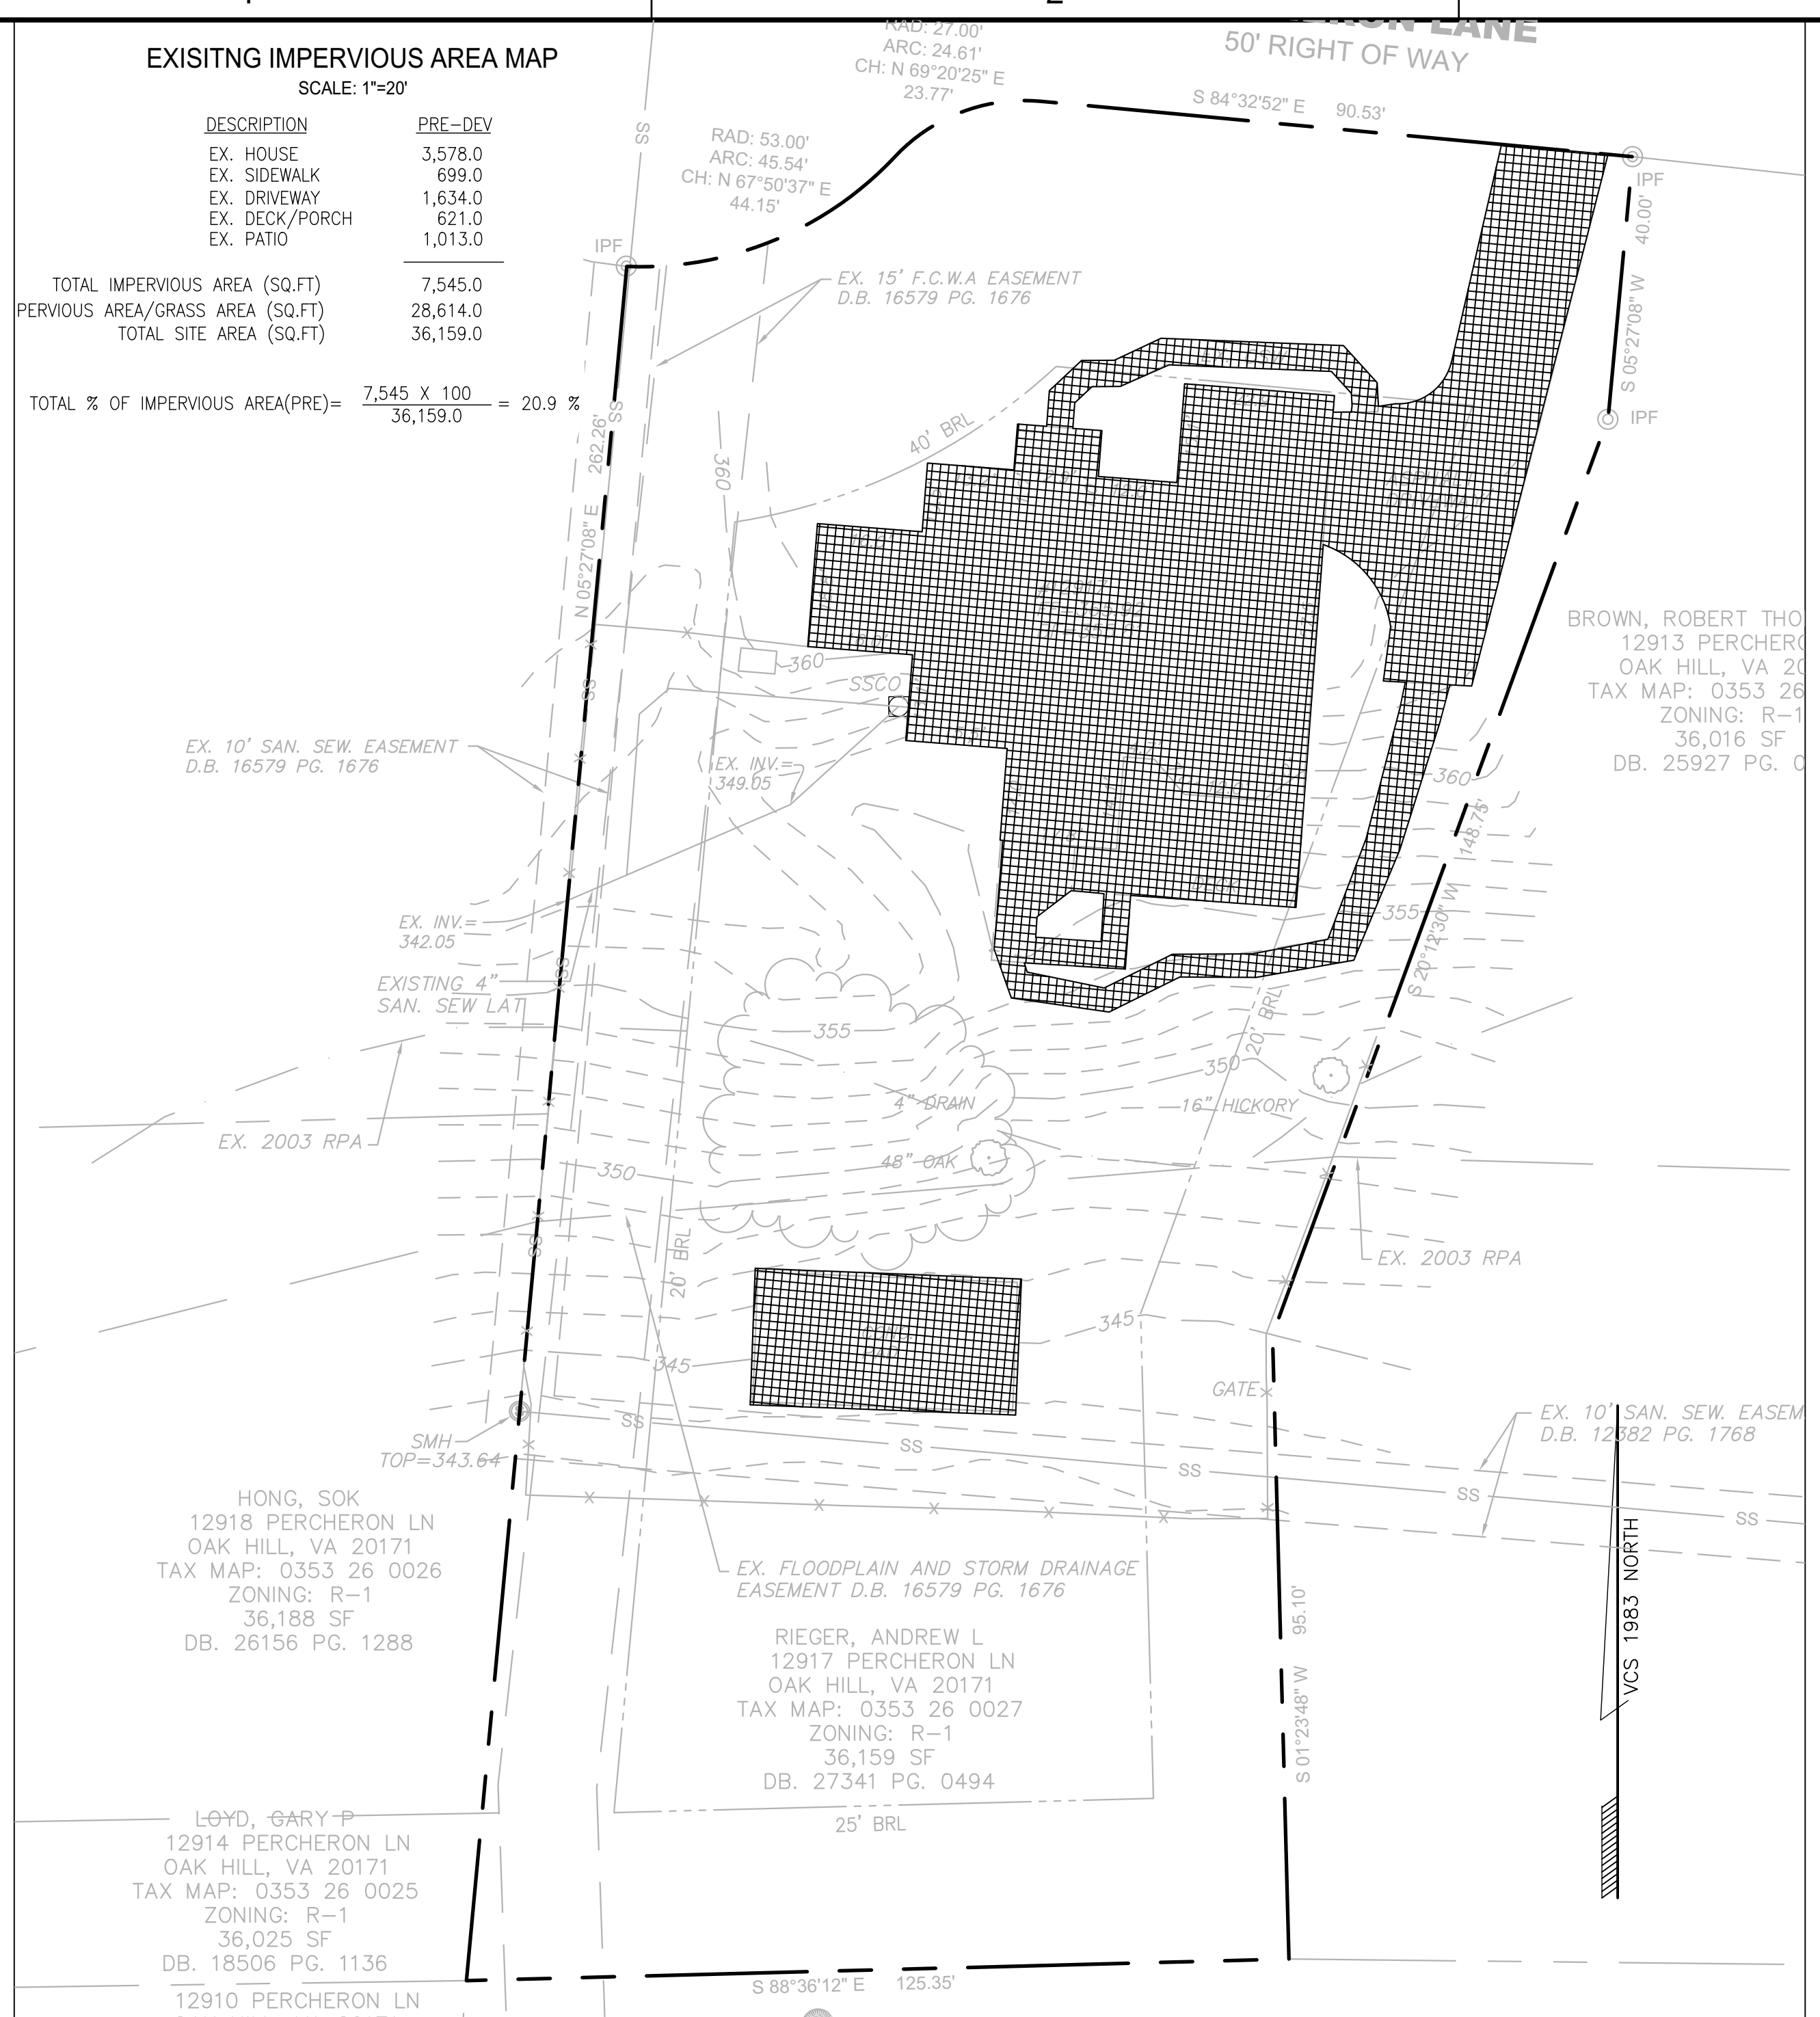 EXISITNG IMPERVIOUS AREA MAP
SCALE: 1"=20'
DESCRIPTION PRE-DEV
EX. HOUSE 3,578.0
EX. SIDEWALK 699.0
EX. DRIVEWAY 1,634.0
EX. DECK/PORCH 621.0
EX. PATIO 1,013.0
TOTAL IMPERVIOUS AREA (SQ.FT) 7,545.0
PERVIOUS AREA/GRASS AREA (SQ.FT) 28,614.0
TOTAL SITE AREA (SQ.FT) 36,159.0
TOTAL % OF IMPERVIOUS AREA(PRE)= 7,545 X 100 = 20.9 %
36,159.0
RAD: 27.00'
ARC: 24.61'
CH: N 69°20'25" E
23.77'
LANE
50' RIGHT OF WAY
S 84°32'52" E 90.53'
RAD: 53.00'
ARC: 45.54'
CH: N 67°50'37" E
44.15'
SS
IPF
IPF
S 05°27'08" W 40.00'
IPF
EX. 15' F.C.W.A EASEMENT
D.B. 16579 PG. 1676
40' BRL
360
N 05°27'08" E 262.26'
SS
BROWN, ROBERT THO
12913 PERCHERO
OAK HILL, VA 20
TAX MAP: 0353 26
ZONING: R-1
36,016 SF
DB. 25927 PG. 0
360
SSCO
SS
EX. 10' SAN. SEW. EASEMENT
D.B. 16579 PG. 1676
EX. INV.=
349.05
12.0'
360
148.75'
S 20°12'30" W
DECK
355
EX. INV.=
342.05
SS
EXISTING 4"
SAN. SEW LAT
355
20' BRL
350
4" DRAIN
16" HICKORY
EX. 2003 RPA
48" OAK
350
SS
20' BRL
EX. 2003 RPA
345
345
GATE
SMH
TOP=343.64
SS
SS
SS
SS
SS
EX. 10' SAN. SEW. EASEM
D.B. 12382 PG. 1768
HONG, SOK
12918 PERCHERON LN
OAK HILL, VA 20171
TAX MAP: 0353 26 0026
ZONING: R-1
36,188 SF
DB. 26156 PG. 1288
EX. FLOODPLAIN AND STORM DRAINAGE
EASEMENT D.B. 16579 PG. 1676
RIEGER, ANDREW L
12917 PERCHERON LN
OAK HILL, VA 20171
TAX MAP: 0353 26 0027
ZONING: R-1
36,159 SF
DB. 27341 PG. 0494
25' BRL
S 01°23'48" W 95.10'
VCS 1983 NORTH
LOYD, GARY P
12914 PERCHERON LN
OAK HILL, VA 20171
TAX MAP: 0353 26 0025
ZONING: R-1
36,025 SF
DB. 18506 PG. 1136
12910 PERCHERON LN
S 88°36'12" E 125.35'